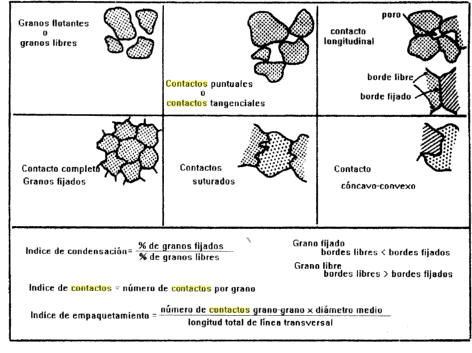 Granos flotantes
o
granos libres
Contactos puntuales
o
contactos tangenciales
contacto
longitudinal
poro
borde libre
borde fijado
Contacto completo
Granos fijados
Contactos
suturados
Contacto
cóncavo-convexo
Indice de condensación= % de granos fijados
% de granos libres
Grano fijado
bordes libres < bordes fijados
Grano libre
bordes libres > bordes fijados
Indice de contactos = número de contactos por grano
Indice de empaquetamiento = número de contactos grano-grano x diámetro medio
longitud total de línea transversal